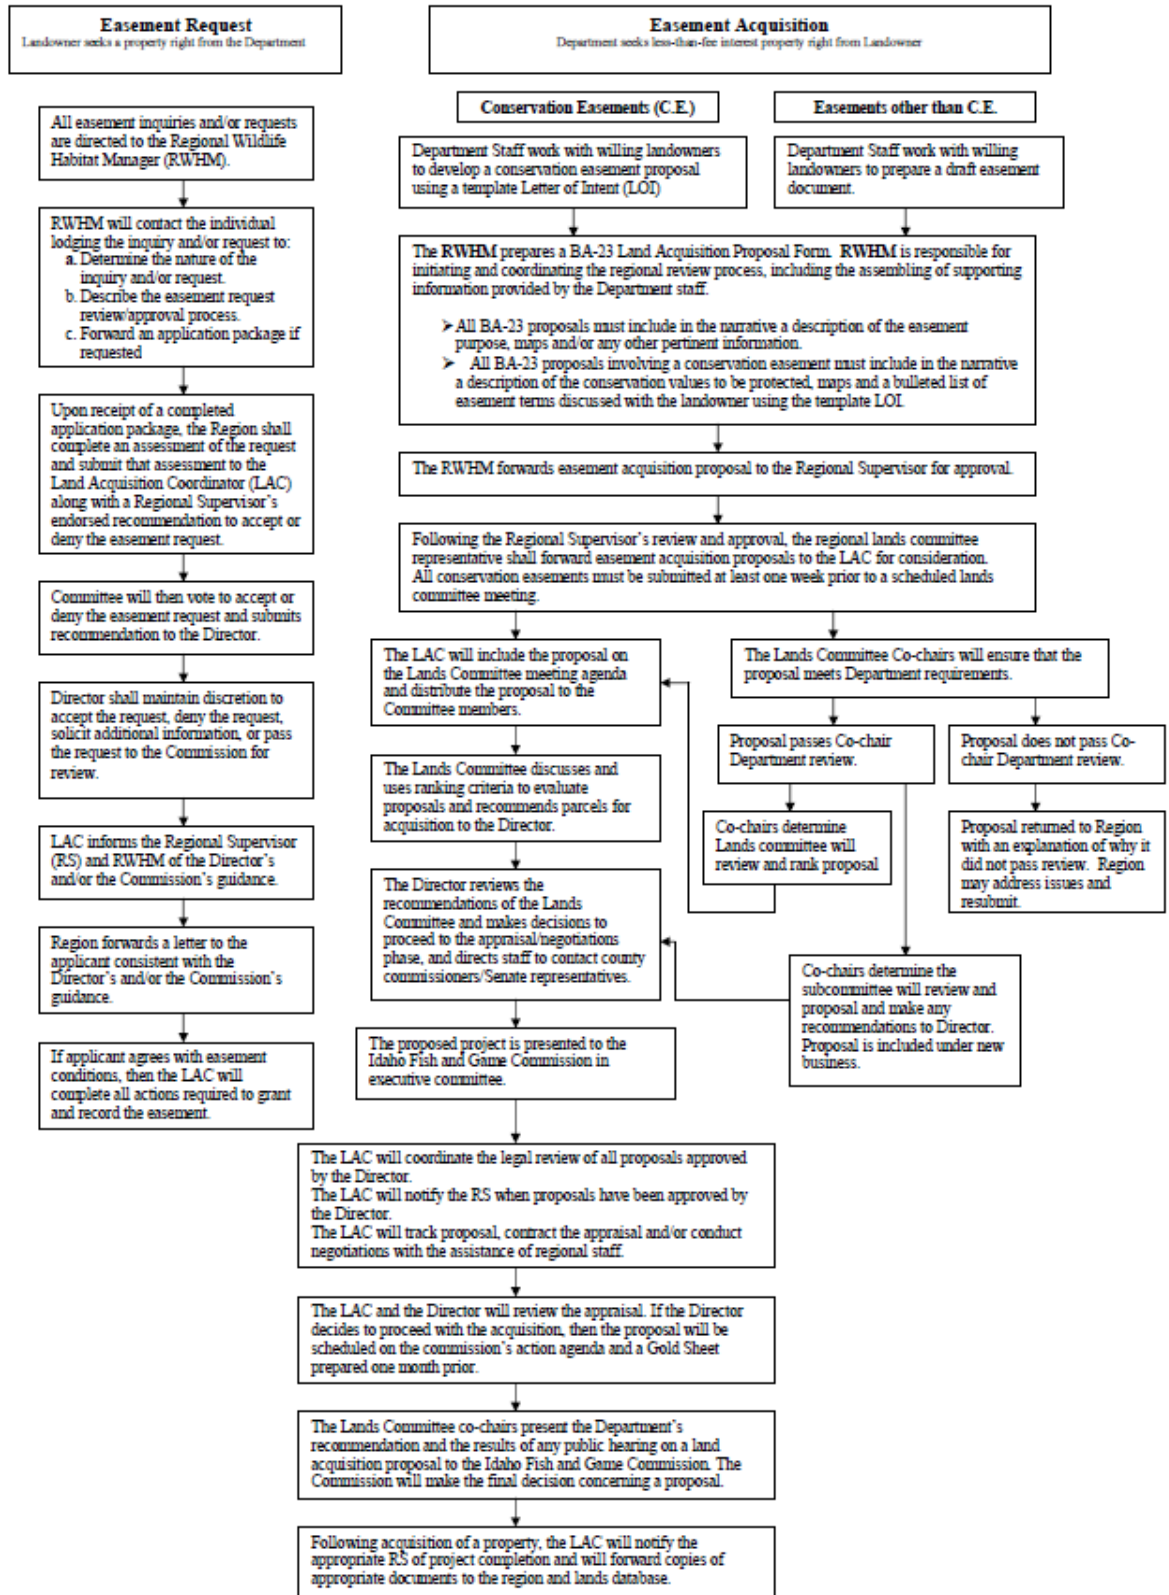 Easement Request
Landowner seeks a property right from the Department
All easement inquiries and/or requests
are directed to the Regional Wildlife
Habitat Manager (RWHM).
RWHM will contact the individual
lodging the inquiry and/or request to:
a. Determine the nature of the
inquiry and/or request.
b. Describe the easement request
review/approval process.
c. Forward an application package if
requested
Upon receipt of a completed
application package, the Region shall
complete an assessment of the request
and submit that assessment to the
Land Acquisition Coordinator (LAC)
along with a Regional Supervisor's
endorsed recommendation to accept or
deny the easement request.
Committee will then vote to accept or
deny the easement request and submits
recommendation to the Director.
Director shall maintain discretion to
accept the request, deny the request,
solicit additional information, or pass
the request to the Commission for
review.
LAC informs the Regional Supervisor
(RS) and RWHM of the Director's
and/or the Commission's guidance.
Region forwards a letter to the
applicant consistent with the
Director's and/or the Commission's
guidance.
If applicant agrees with easement
conditions, then the LAC will
complete all actions required to grant
and record the easement.
Easement Acquisition
Department seeks less-than-fee interest property right from Landowner
Conservation Easements (C.E.)
Easements other than C.E.
Department Staff work with willing landowners
to develop a conservation easement proposal
using a template Letter of Intent (LOI)
Department Staff work with willing
landowners to prepare a draft easement
document.
The RWHM prepares a BA-23 Land Acquisition Proposal Form. RWHM is responsible for
initiating and coordinating the regional review process, including the assembling of supporting
information provided by the Department staff.
➢ All BA-23 proposals must include in the narrative a description of the easement
purpose, maps and/or any other pertinent information.
➢ All BA-23 proposals involving a conservation easement must include in the narrative
a description of the conservation values to be protected, maps and a bulleted list of
easement terms discussed with the landowner using the template LOI.
The RWHM forwards easement acquisition proposal to the Regional Supervisor for approval.
Following the Regional Supervisor's review and approval, the regional lands committee
representative shall forward easement acquisition proposals to the LAC for consideration.
All conservation easements must be submitted at least one week prior to a scheduled lands
committee meeting.
The LAC will include the proposal on
the Lands Committee meeting agenda
and distribute the proposal to the
Committee members.
The Lands Committee Co-chairs will ensure that the
proposal meets Department requirements.
Proposal passes Co-chair
Department review.
Proposal does not pass Co-
chair Department review.
The Lands Committee discusses and
uses ranking criteria to evaluate
proposals and recommends parcels for
acquisition to the Director.
Co-chairs determine
Lands committee will
review and rank proposal
Proposal returned to Region
with an explanation of why it
did not pass review. Region
may address issues and
resubmit.
The Director reviews the
recommendations of the Lands
Committee and makes decisions to
proceed to the appraisal/negotiations
phase, and directs staff to contact county
commissioners/Senate representatives.
Co-chairs determine the
subcommittee will review and
proposal and make any
recommendations to Director.
Proposal is included under new
business.
The proposed project is presented to the
Idaho Fish and Game Commission in
executive committee.
The LAC will coordinate the legal review of all proposals approved
by the Director.
The LAC will notify the RS when proposals have been approved by
the Director.
The LAC will track proposal, contract the appraisal and/or conduct
negotiations with the assistance of regional staff.
The LAC and the Director will review the appraisal. If the Director
decides to proceed with the acquisition, then the proposal will be
scheduled on the commission's action agenda and a Gold Sheet
prepared one month prior.
The Lands Committee co-chairs present the Department's
recommendation and the results of any public hearing on a land
acquisition proposal to the Idaho Fish and Game Commission. The
Commission will make the final decision concerning a proposal.
Following acquisition of a property, the LAC will notify the
appropriate RS of project completion and will forward copies of
appropriate documents to the region and lands database.